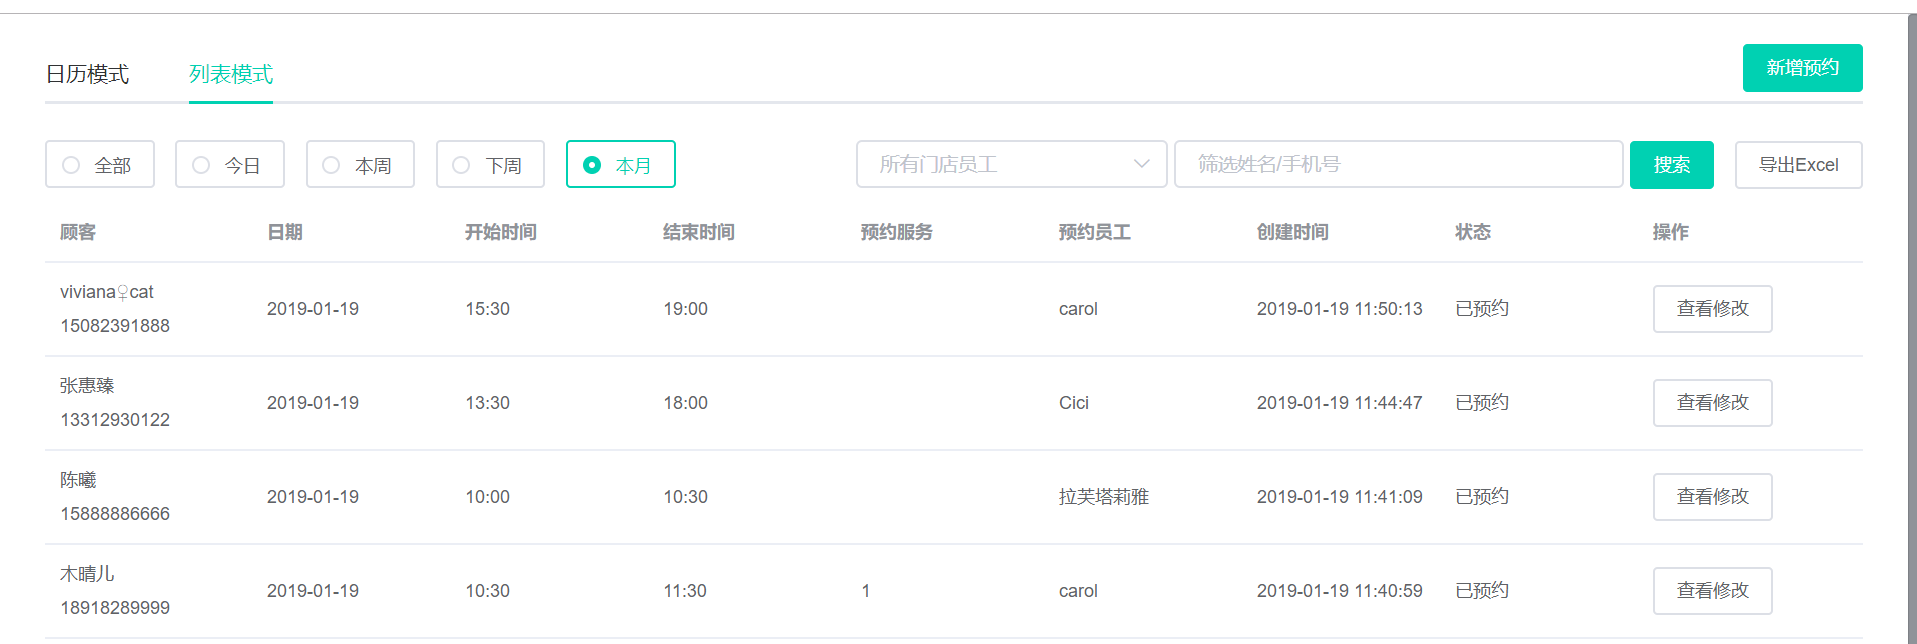 日历模式 列表模式 新增预约
全部 今日 本周 下周 本月 所有门店员工 筛选姓名/手机号 搜索 导出Excel
顾客 日期 开始时间 结束时间 预约服务 预约员工 创建时间 状态 操作
viviana♀cat
15082391888 2019-01-19 15:30 19:00 carol 2019-01-19 11:50:13 已预约 查看修改
张惠臻
13312930122 2019-01-19 13:30 18:00 Cici 2019-01-19 11:44:47 已预约 查看修改
陈曦
15888886666 2019-01-19 10:00 10:30 拉芙塔莉雅 2019-01-19 11:41:09 已预约 查看修改
木晴儿
18918289999 2019-01-19 10:30 11:30 1 carol 2019-01-19 11:40:59 已预约 查看修改